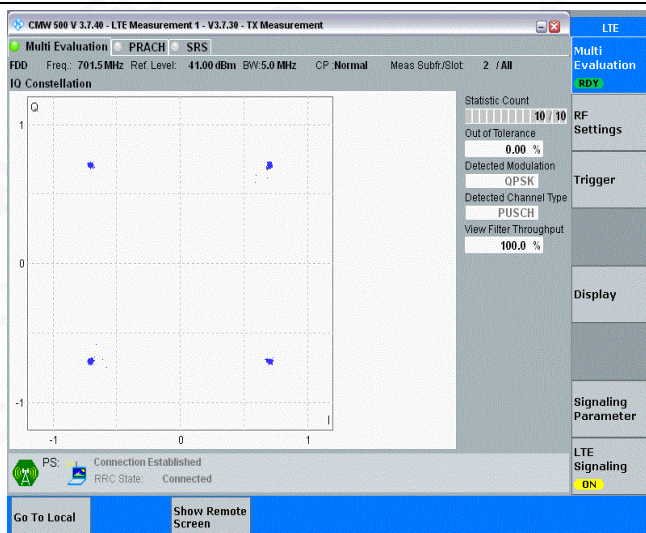 CMW 500 V 3.7.40 - LTE Measurement 1 - V3.7.30 - TX Measurement
Multi Evaluation PRACH SRS
FDD Freq.: 701.5 MHz Ref. Level: 41.00 dBm BW:5.0 MHz CP :Normal Meas Subfr./Slot: 2 / All
IQ Constellation
Q
1
0
-1
-1 0 1
I
Statistic Count
10 / 10
Out of Tolerance
0.00 %
Detected Modulation
QPSK
Detected Channel Type
PUSCH
View Filter Throughput
100.0 %
PS: Connection Established
RRC State: Connected
LTE
Multi
Evaluation
RDY
RF
Settings
Trigger
Display
Signaling
Parameter
LTE
Signaling
ON
Go To Local
Show Remote
Screen